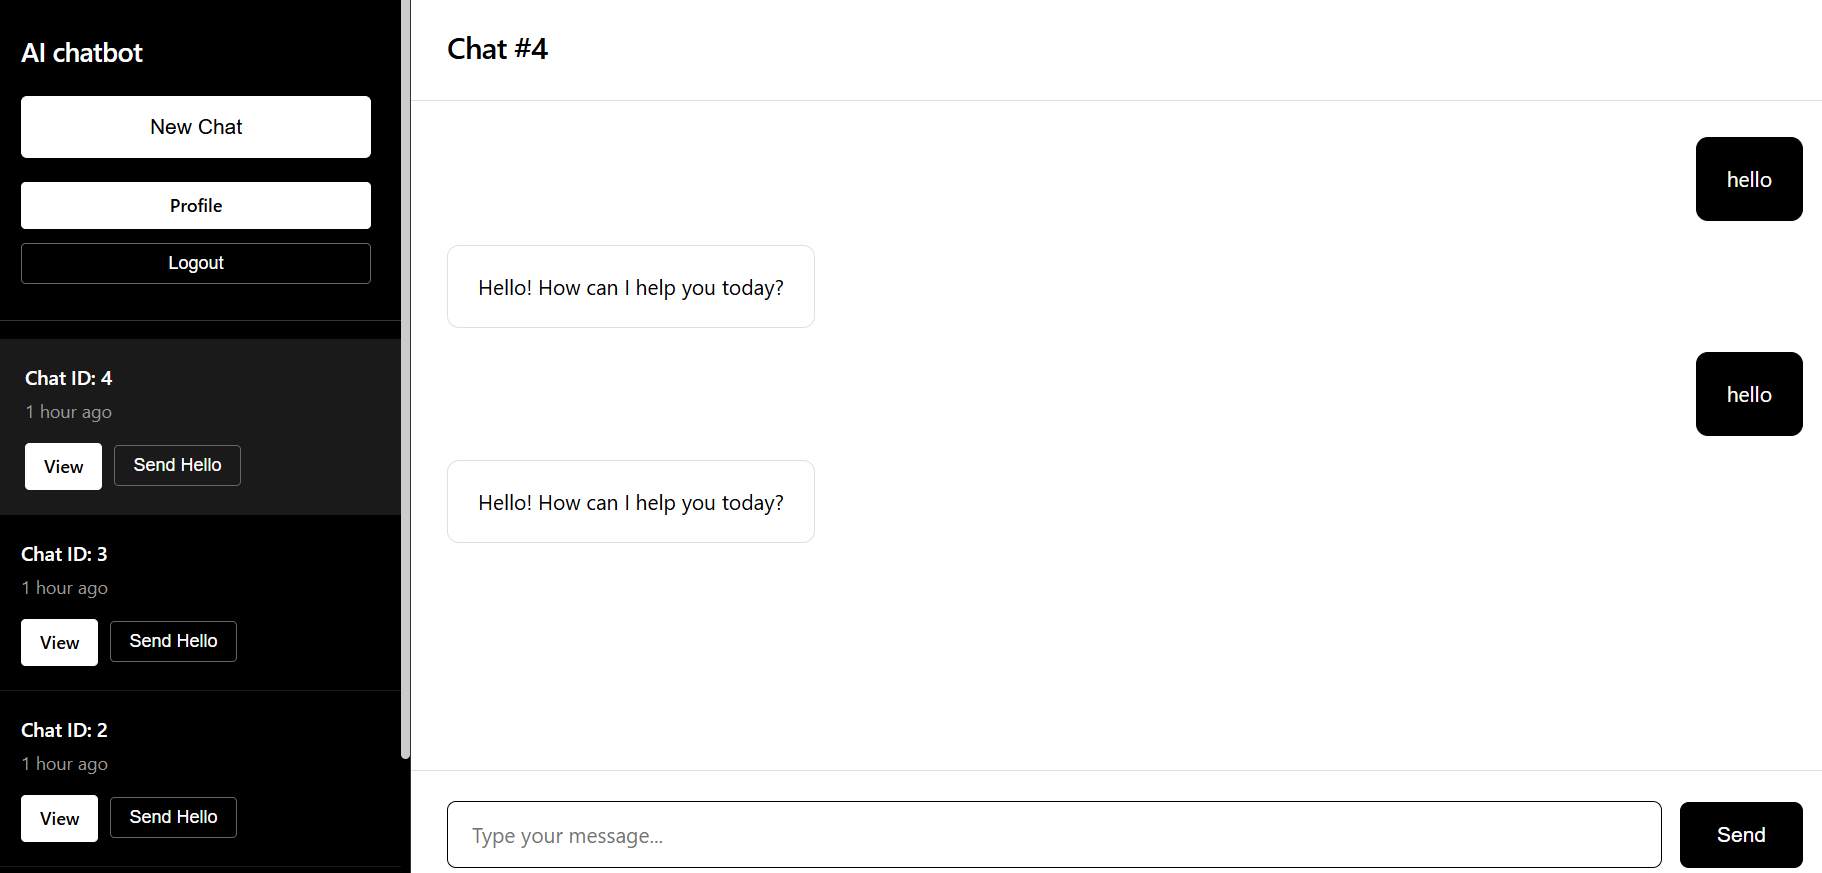 AI chatbot
New Chat
Profile
Logout
Chat ID: 4
1 hour ago
View
Send Hello
Chat ID: 3
1 hour ago
View
Send Hello
Chat ID: 2
1 hour ago
View
Send Hello
Chat #4
hello
Hello! How can I help you today?
hello
Hello! How can I help you today?
Type your message...
Send